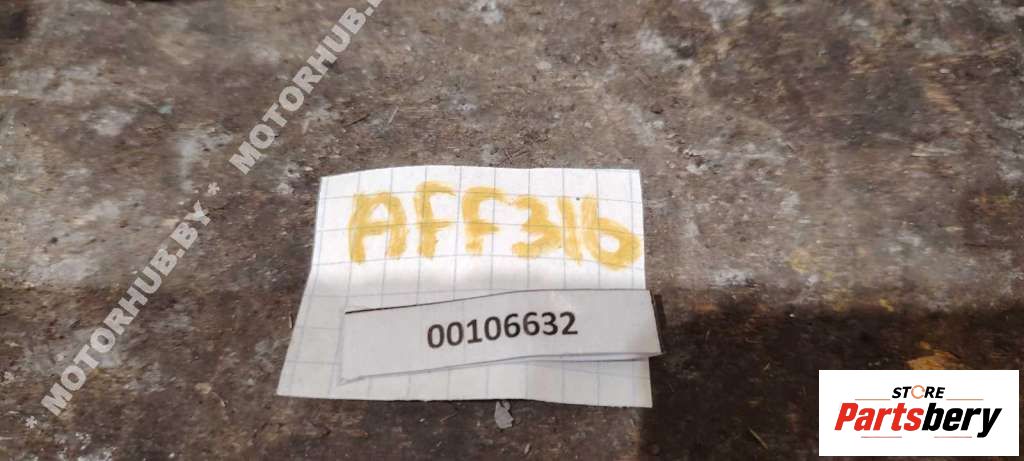 * MOTORHUB.BY * MOTORHUB.BY
AFF316
00106632
STORE
Partsbery